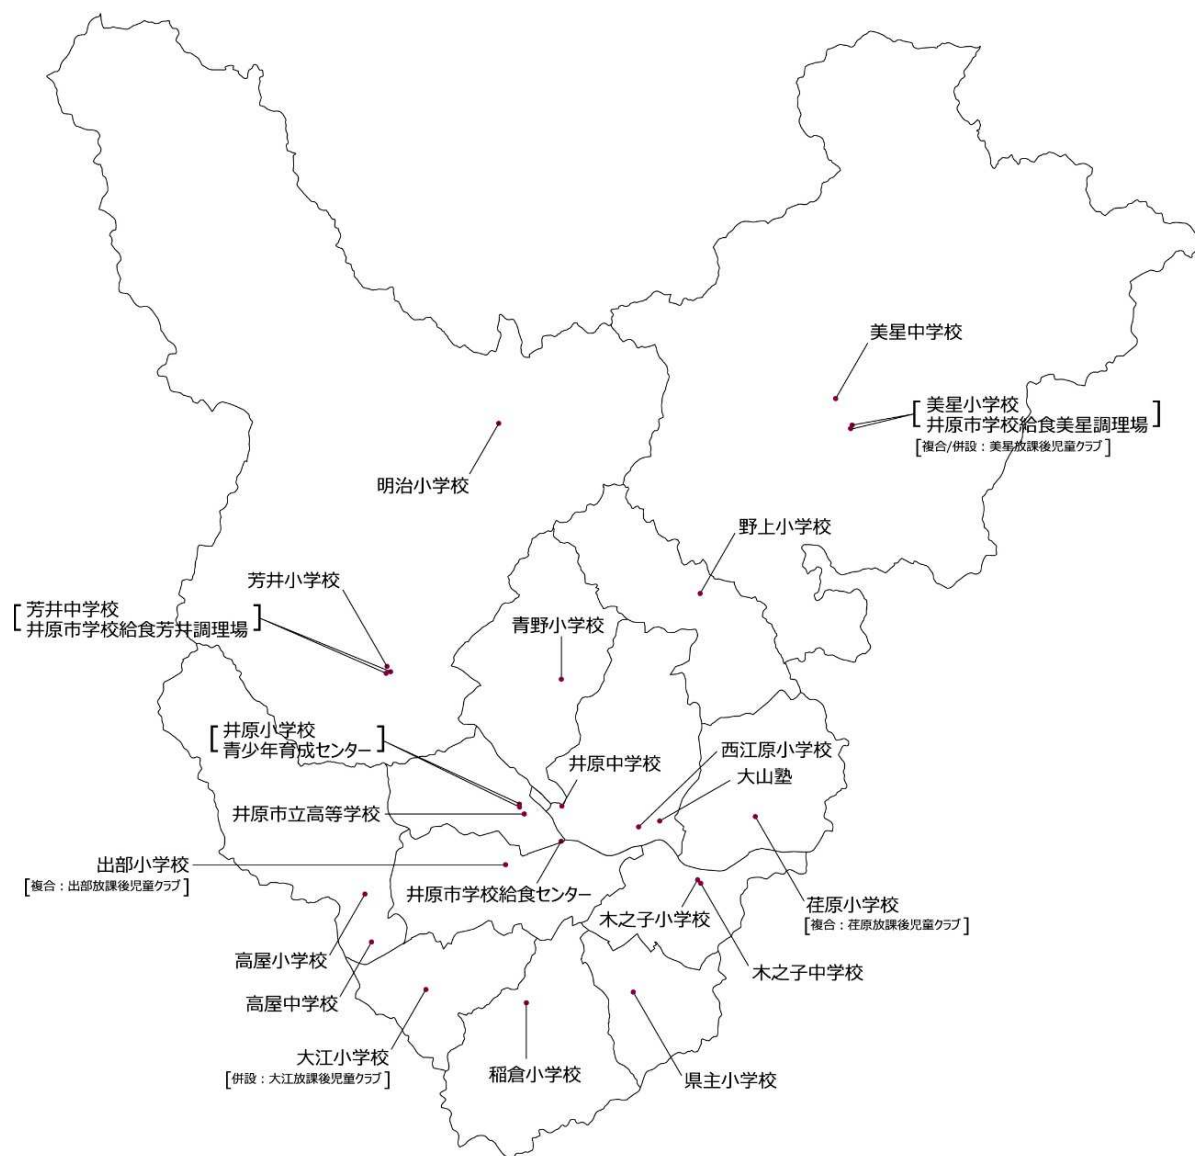 美星中学校
美星小学校
井原市学校給食美星調理場
[複合/併設：美星放課後児童クラブ]
明治小学校
野上小学校
芳井小学校
芳井中学校
井原市学校給食芳井調理場
青野小学校
井原小学校
青少年育成センター
井原中学校
西江原小学校
大山塾
井原市立高等学校
出部小学校
[複合：出部放課後児童クラブ]
井原市学校給食センター
木之子小学校
荏原小学校
[複合：荏原放課後児童クラブ]
高屋小学校
木之子中学校
高屋中学校
大江小学校
[併設：大江放課後児童クラブ]
稲倉小学校
県主小学校